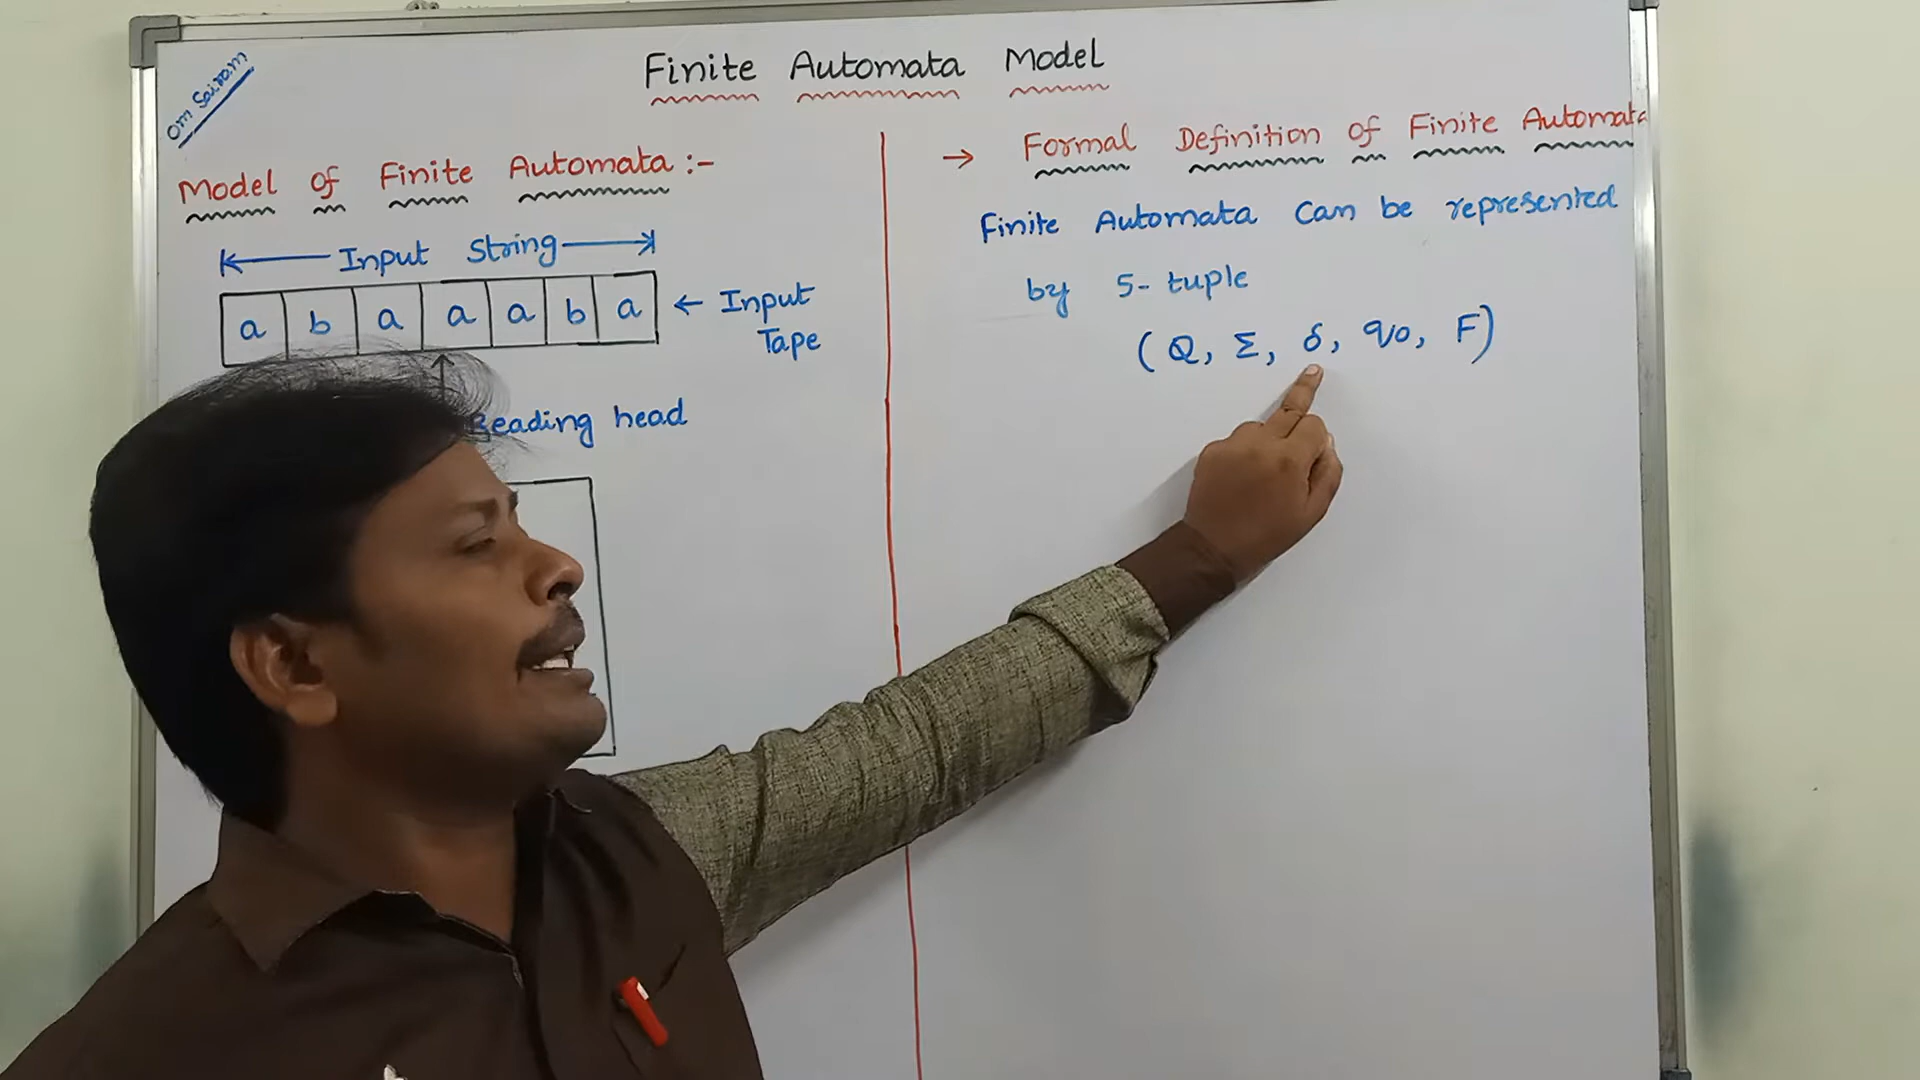 Om Sairam
Finite Automata Model
Model of Finite Automata :-
Input String
a b a a a b a
← Input
Tape
Reading head
→ Formal Definition of Finite Automata
Finite Automata can be represented
by 5-tuple
(Q, Σ, δ, q0, F)